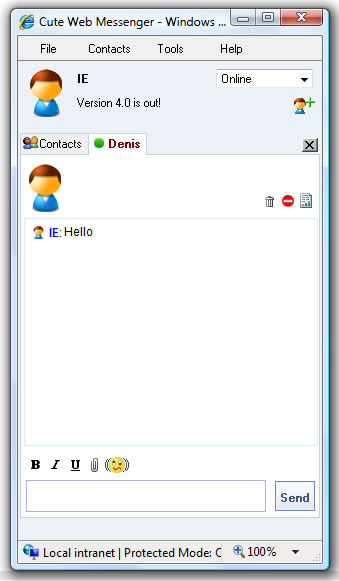 Cute Web Messenger - Windows ...
File Contacts Tools Help
IE
Online
Version 4.0 is out!
Contacts Denis
IE: Hello
B I U
Send
Local intranet | Protected Mode: C 100%